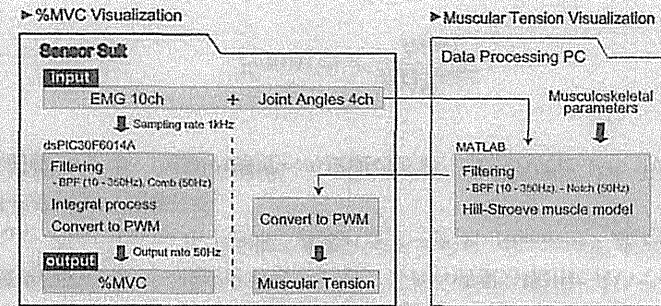 ►%MVC Visualization
Sensor Suit
Input
EMG 10ch + Joint Angles 4ch
Sampling rate 1kHz
dsPIC30F6014A
Filtering
- BPF (10 - 350Hz), Comb (50Hz)
Integral process
Convert to PWM
Output rate 50Hz
output
%MVC
Convert to PWM
Muscular Tension
►Muscular Tension Visualization
Data Processing PC
Musculoskeletal
parameters
MATLAB
Filtering
- BPF (10 - 350Hz), - Notch (50Hz)
Hill-Stroeve muscle model